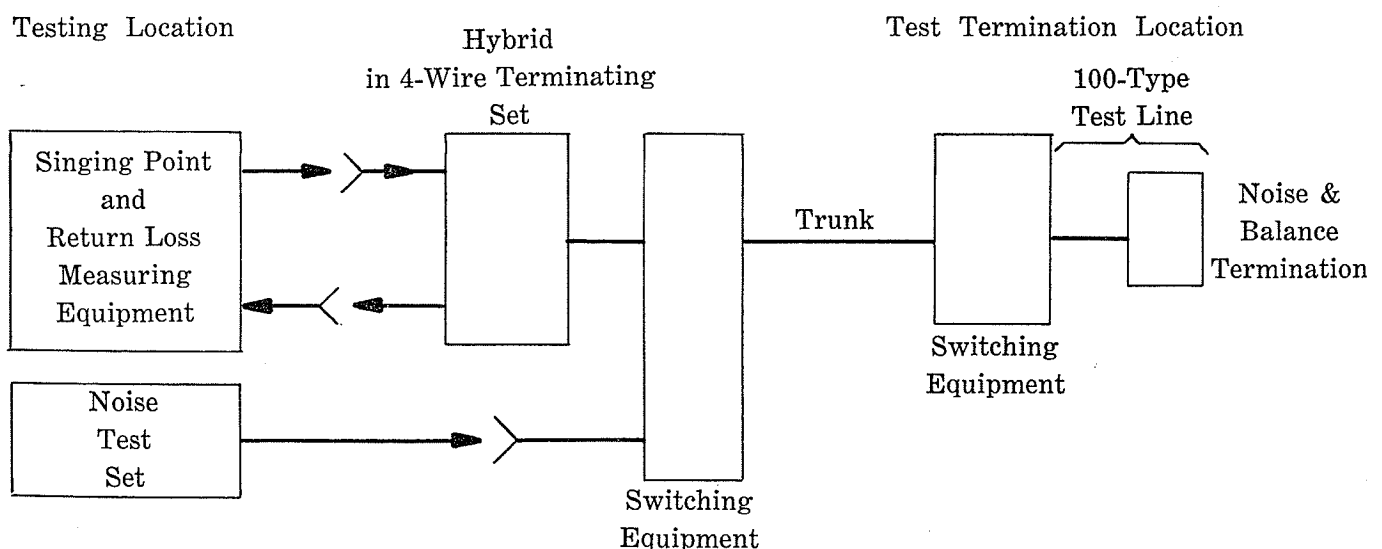 Testing Location
Test Termination Location
Hybrid
in 4-Wire Terminating
Set
100-Type
Test Line
Singing Point
and
Return Loss
Measuring
Equipment
Trunk
Noise &
Balance
Termination
Switching
Equipment
Noise
Test
Set
Switching
Equipment